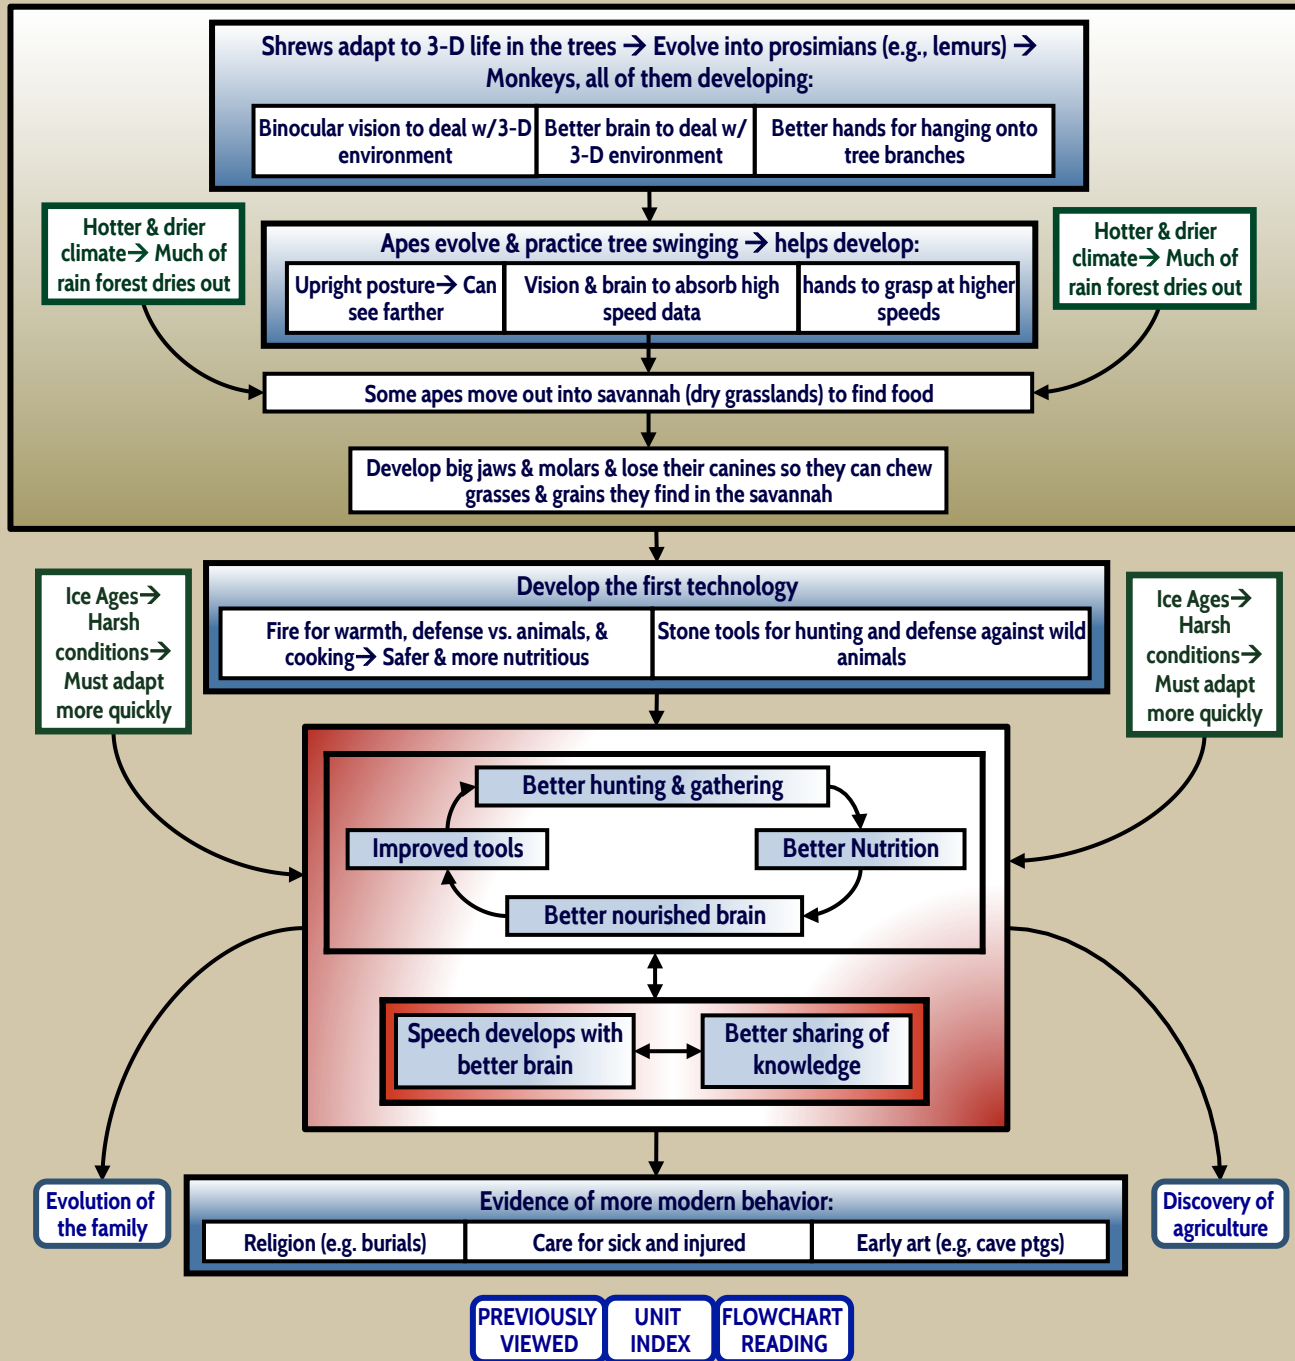 Shrews adapt to 3-D life in the trees → Evolve into prosimians (e.g., lemurs) →
Monkeys, all of them developing:
Binocular vision to deal w/3-D
environment
Better brain to deal w/
3-D environment
Better hands for hanging onto
tree branches
Hotter & drier
climate→ Much of
rain forest dries out
Apes evolve & practice tree swinging → helps develop:
Upright posture→ Can
see farther
Vision & brain to absorb high
speed data
hands to grasp at higher
speeds
Hotter & drier
climate→ Much of
rain forest dries out
Some apes move out into savannah (dry grasslands) to find food
Develop big jaws & molars & lose their canines so they can chew
grasses & grains they find in the savannah
Ice Ages→
Harsh
conditions→
Must adapt
more quickly
Develop the first technology
Fire for warmth, defense vs. animals, &
cooking→ Safer & more nutritious
Stone tools for hunting and defense against wild
animals
Ice Ages→
Harsh
conditions→
Must adapt
more quickly
Better hunting & gathering
Improved tools
Better Nutrition
Better nourished brain
Speech develops with
better brain
Better sharing of
knowledge
Evolution of
the family
Evidence of more modern behavior:
Religion (e.g. burials)
Care for sick and injured
Early art (e.g, cave ptgs)
Discovery of
agriculture
PREVIOUSLY
VIEWED
UNIT
INDEX
FLOWCHART
READING